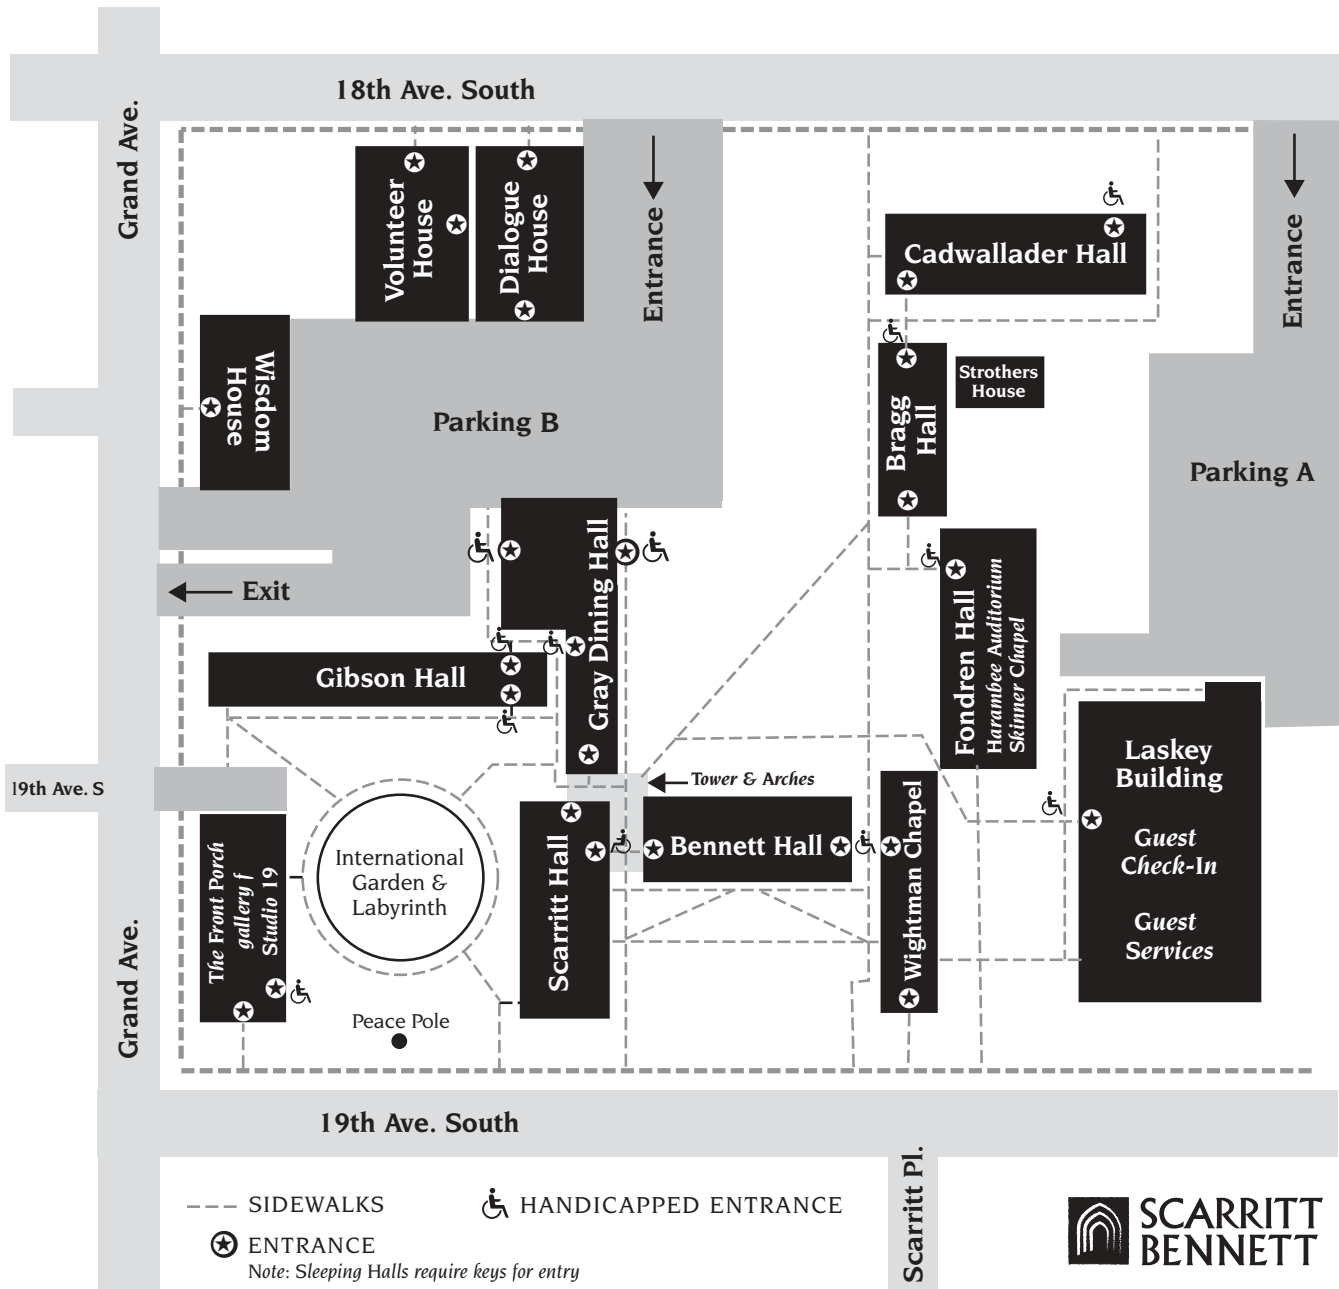 18th Ave. South
Grand Ave.
Volunteer
House
Dialogue
House
Entrance
Cadwallader Hall
Entrance
Wisdom
House
Parking B
Strothers
House
Bragg
Hall
Parking A
Exit
Gray Dining Hall
Gibson Hall
Fondren Hall
Harambee Auditorium
Skinner Chapel
19th Ave. S
Tower & Arches
Laskey
Building
Guest
Check-In
Guest
Services
The Front Porch
gallery f
Studio 19
International
Garden &
Labyrinth
Scarritt Hall
Bennett Hall
Wightman Chapel
Peace Pole
Grand Ave.
19th Ave. South
Scarritt Pl.
SIDEWALKS
HANDICAPPED ENTRANCE
ENTRANCE
Note: Sleeping Halls require keys for entry
SCARRITT
BENNETT